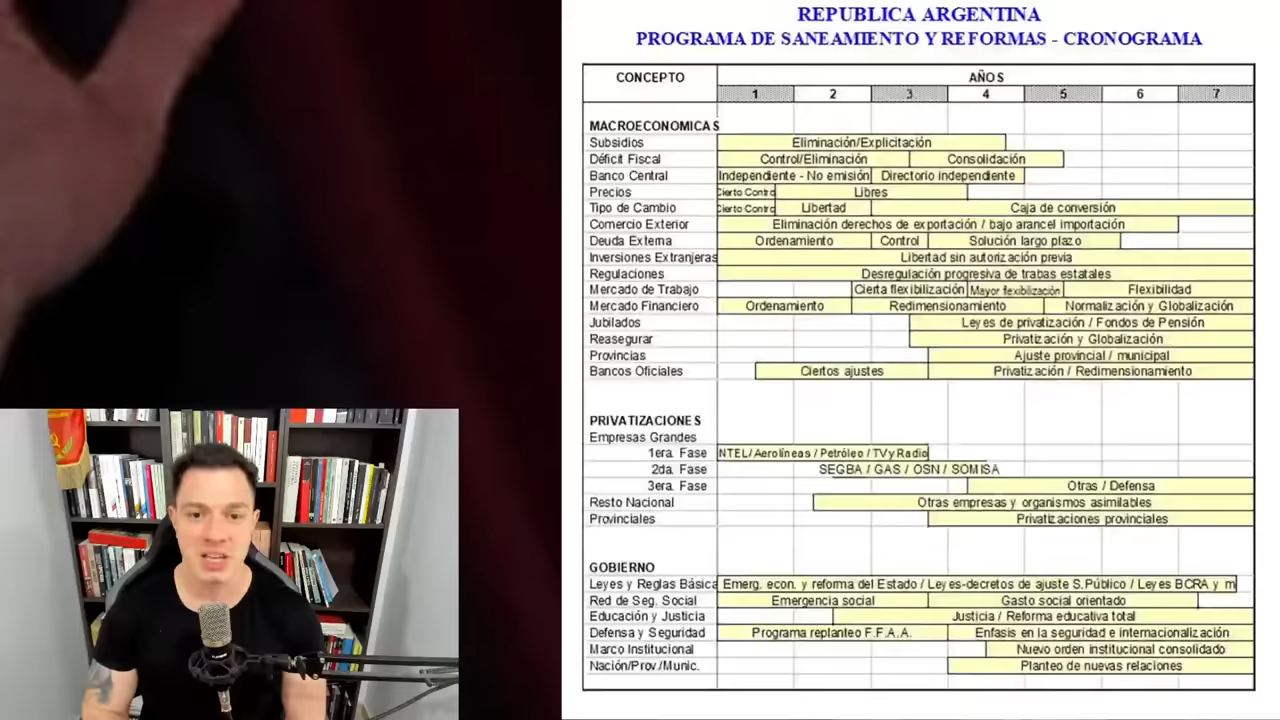 REPUBLICA ARGENTINA
PROGRAMA DE SANEAMIENTO Y REFORMAS - CRONOGRAMA
CONCEPTO AÑOS
1 2 3 4 5 6 7
MACROECONOMICAS
Subsidios Eliminación/Explicitación
Déficit Fiscal Control/Eliminación Consolidación
Banco Central Independiente - No emisión Directorio independiente
Precios Cierto Contrc Libres
Tipo de Cambio Cierto Contrc Libertad Caja de conversión
Comercio Exterior Eliminación derechos de exportación / bajo arancel importación
Deuda Externa Ordenamiento Control Solución largo plazo
Inversiones Extranjeras Libertad sin autorización previa
Regulaciones Desregulación progresiva de trabas estatales
Mercado de Trabajo Cierta flexibilización Mayor flexibilización Flexibilidad
Mercado Financiero Ordenamiento Redimensionamiento Normalización y Globalización
Jubilados Leyes de privatización / Fondos de Pensión
Reasegurar Privatización y Globalización
Provincias Ajuste provincial / municipal
Bancos Oficiales Ciertos ajustes Privatización / Redimensionamiento
PRIVATIZACIONES
Empresas Grandes
1era. Fase NTEL/Aerolíneas / Petróleo / TV y Radio
2da. Fase SEGBA / GAS / OSN / SOMISA
3era. Fase Otras / Defensa
Resto Nacional Otras empresas y organismos asimilables
Provinciales Privatizaciones provinciales
GOBIERNO
Leyes y Reglas Básica Emerg. econ. y reforma del Estado / Leyes-decretos de ajuste S.Público / Leyes BCRA y m
Red de Seg. Social Emergencia social Gasto social orientado
Educación y Justicia Justicia / Reforma educativa total
Defensa y Seguridad Programa replanteo F.F.A.A. Enfasis en la seguridad e internacionalización
Marco Institucional Nuevo orden institucional consolidado
Nación/Prov./Munic. Planteo de nuevas relaciones